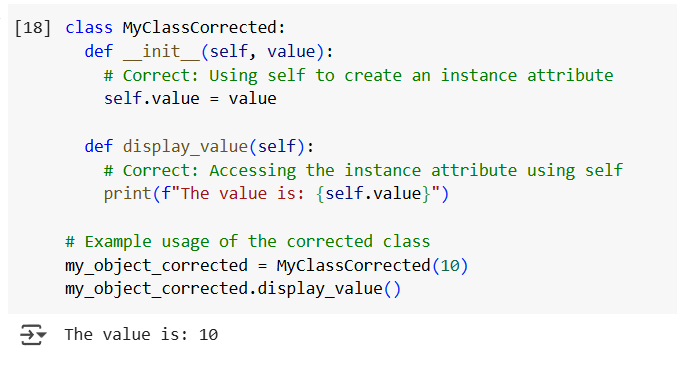 [18] class MyClassCorrected:
  def __init__(self, value):
    # Correct: Using self to create an instance attribute
    self.value = value
  def display_value(self):
    # Correct: Accessing the instance attribute using self
    print(f"The value is: {self.value}")
# Example usage of the corrected class
my_object_corrected = MyClassCorrected(10)
my_object_corrected.display_value()
The value is: 10